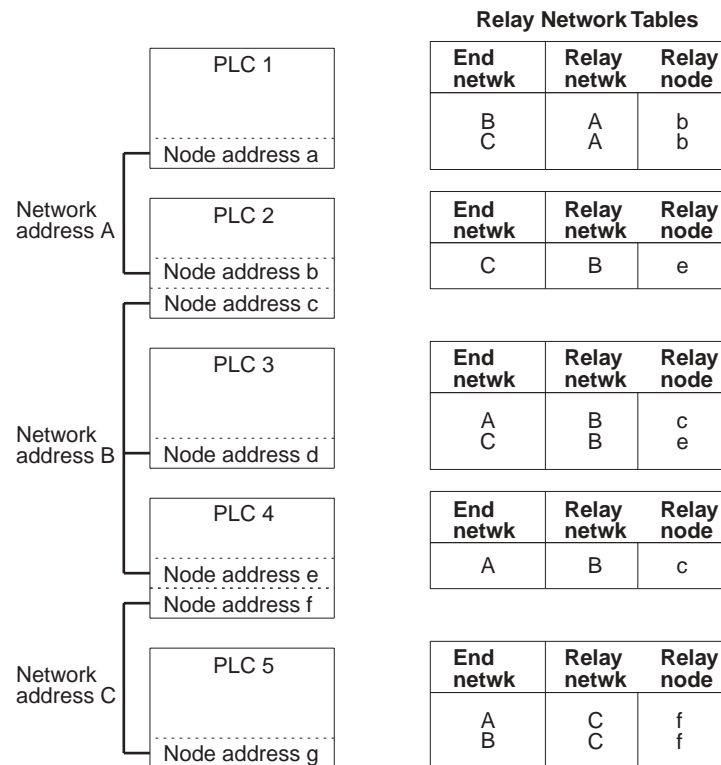 Relay Network Tables
PLC 1
Node address a
End netwk Relay netwk Relay node
B A b
C A b
Network address A
PLC 2
Node address b
Node address c
End netwk Relay netwk Relay node
C B e
Network address B
PLC 3
Node address d
End netwk Relay netwk Relay node
A B c
C B e
PLC 4
Node address e
Node address f
End netwk Relay netwk Relay node
A B c
Network address C
PLC 5
Node address g
End netwk Relay netwk Relay node
A C f
B C f